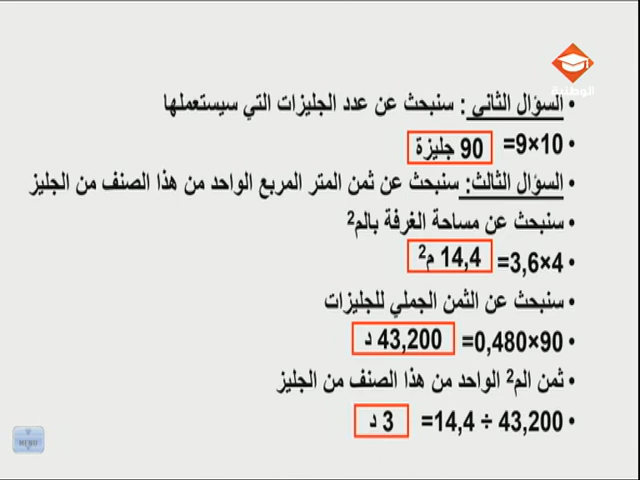 الوطنية
• السؤال الثاني : سنبحث عن عدد الجليزات التي سيستعملها
• 10×9= 90 جليزة
• السؤال الثالث: سنبحث عن ثمن المتر المربع الواحد من هذا الصنف من الجليز
• سنبحث عن مساحة الغرفة بالم²
• 4×3,6= 14,4 م²
• سنبحث عن الثمن الجملي للجليزات
• 90×0,480= 43,200 د
• ثمن الم² الواحد من هذا الصنف من الجليز
• 43,200 ÷ 14,4= 3 د
MENU